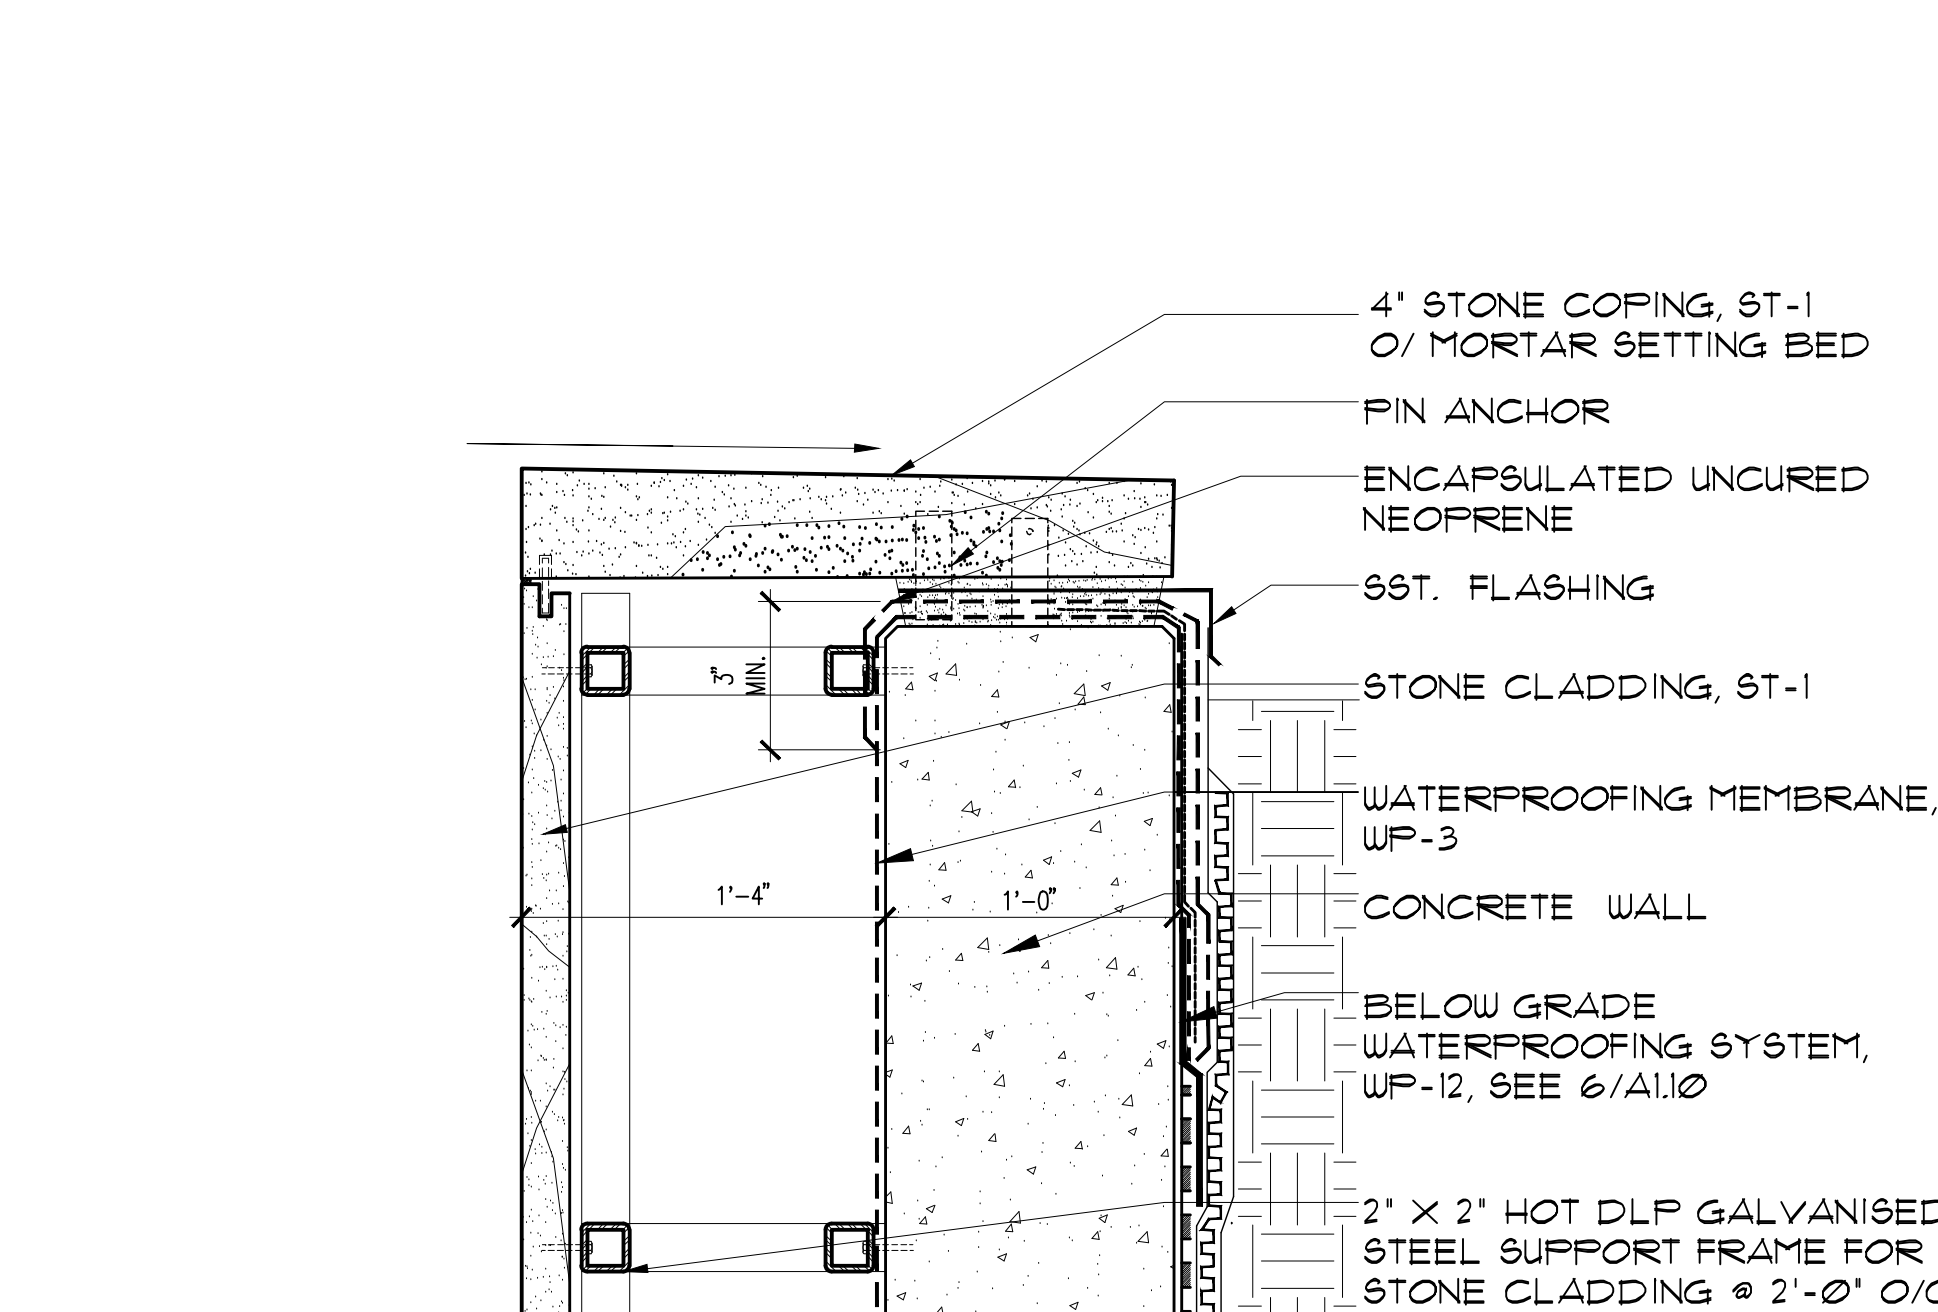 4" STONE COPING, ST-1
O/ MORTAR SETTING BED
PIN ANCHOR
ENCAPSULATED UNCURED
NEOPRENE
SST. FLASHING
3"
MIN.
STONE CLADDING, ST-1
WATERPROOFING MEMBRANE,
WP-3
1'-4"
1'-0"
CONCRETE WALL
BELOW GRADE
WATERPROOFING SYSTEM,
WP-12, SEE 6/A1.10
2" X 2" HOT DLP GALVANISED
STEEL SUPPORT FRAME FOR
STONE CLADDING @ 2'-0" O/C